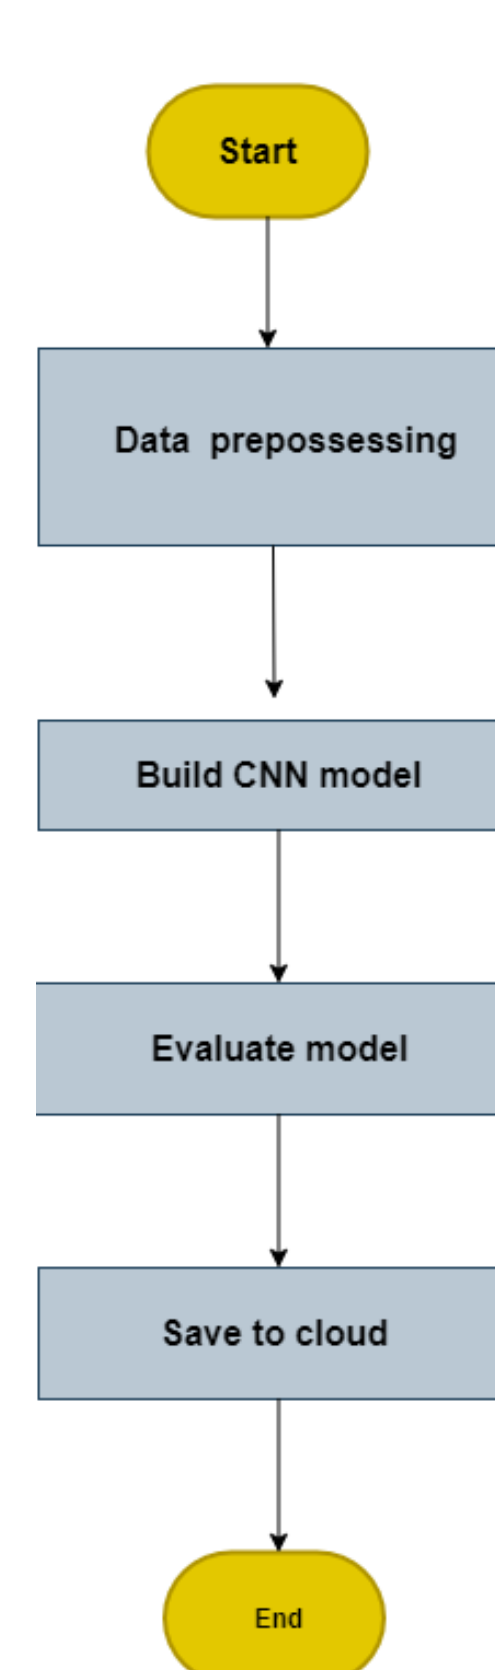 Start
Data  prepossessing
Build CNN model
Evaluate model
Save to cloud
End